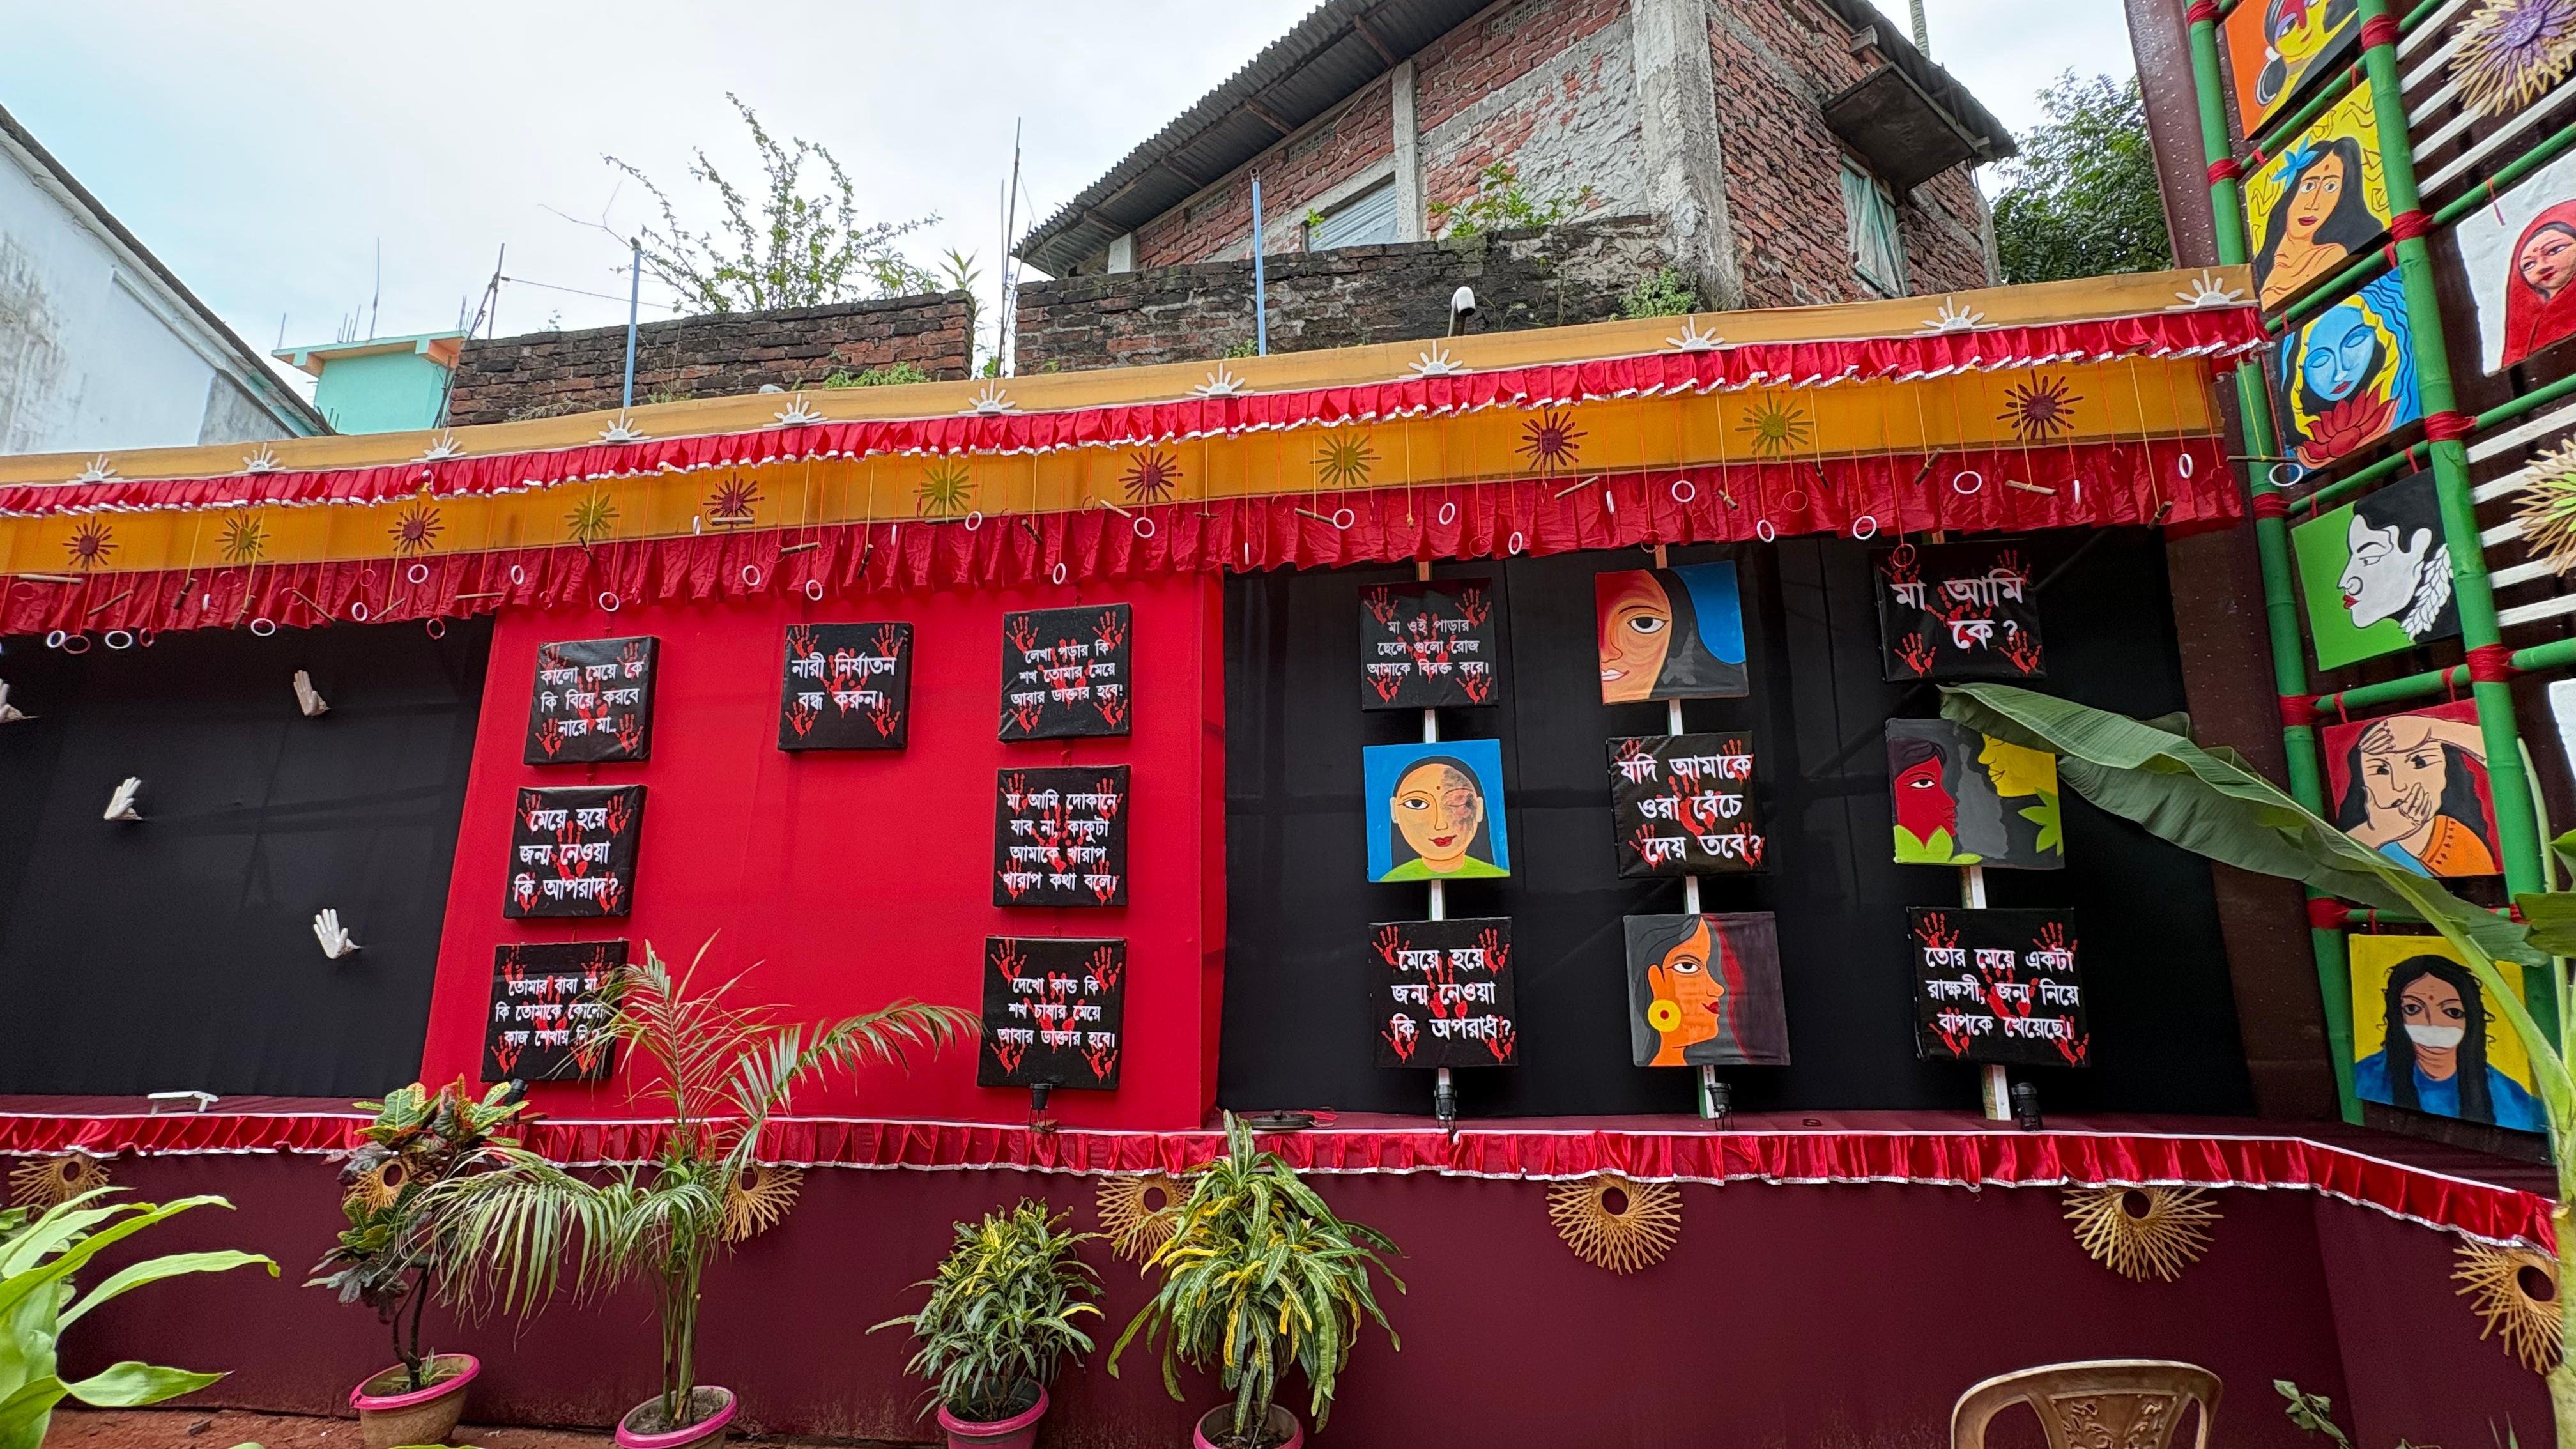 কালো মেয়ে কে
কি বিয়ে করবে
নারে মা..
মেয়ে হয়ে
জন্ম নেওয়া
কি আপরাদ?
তোমার বাবা মা
কি তোমাকে কোনো
কাজ শেখায় নি?
নারী নির্যাতন
বন্ধ করুন।
লেখা পড়ার কি
শখ তোমার মেয়ে
আবার ডাক্তার হবে!
মা আমি দোকানে
যাব না, কাকুটা
আমাকে খারাপ
খারাপ কথা বলে।
দেখো কান্ড কি
শখ চাষার মেয়ে
আবার ডাক্তার হবে।
মা ওই পাড়ার
ছেলে গুলো রোজ
আমাকে বিরক্ত করে।
মেয়ে হয়ে
জন্ম নেওয়া
কি অপরাধ?
যদি আমাকে
ওরা বেঁচে
দেয় তবে?
মা আমি
কে ?
তোর মেয়ে একটা
রাক্ষসী, জন্ম নিয়ে
বাপকে খেয়েছে।